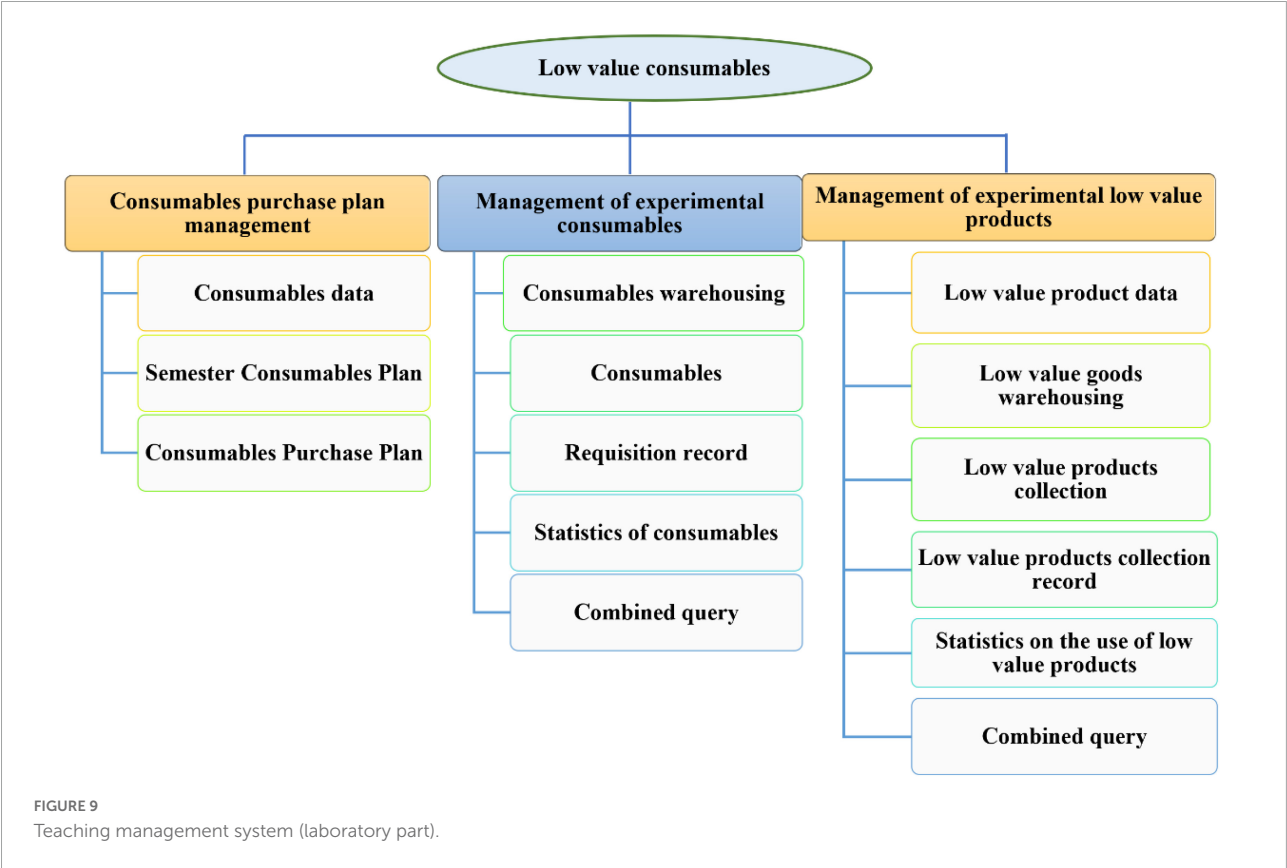 Low value consumables
Consumables purchase plan
management
Consumables data
Semester Consumables Plan
Consumables Purchase Plan
Management of experimental
consumables
Consumables warehousing
Consumables
Requisition record
Statistics of consumables
Combined query
Management of experimental low value
products
Low value product data
Low value goods
warehousing
Low value products
collection
Low value products collection
record
Statistics on the use of low
value products
Combined query
FIGURE 9
Teaching management system (laboratory part).